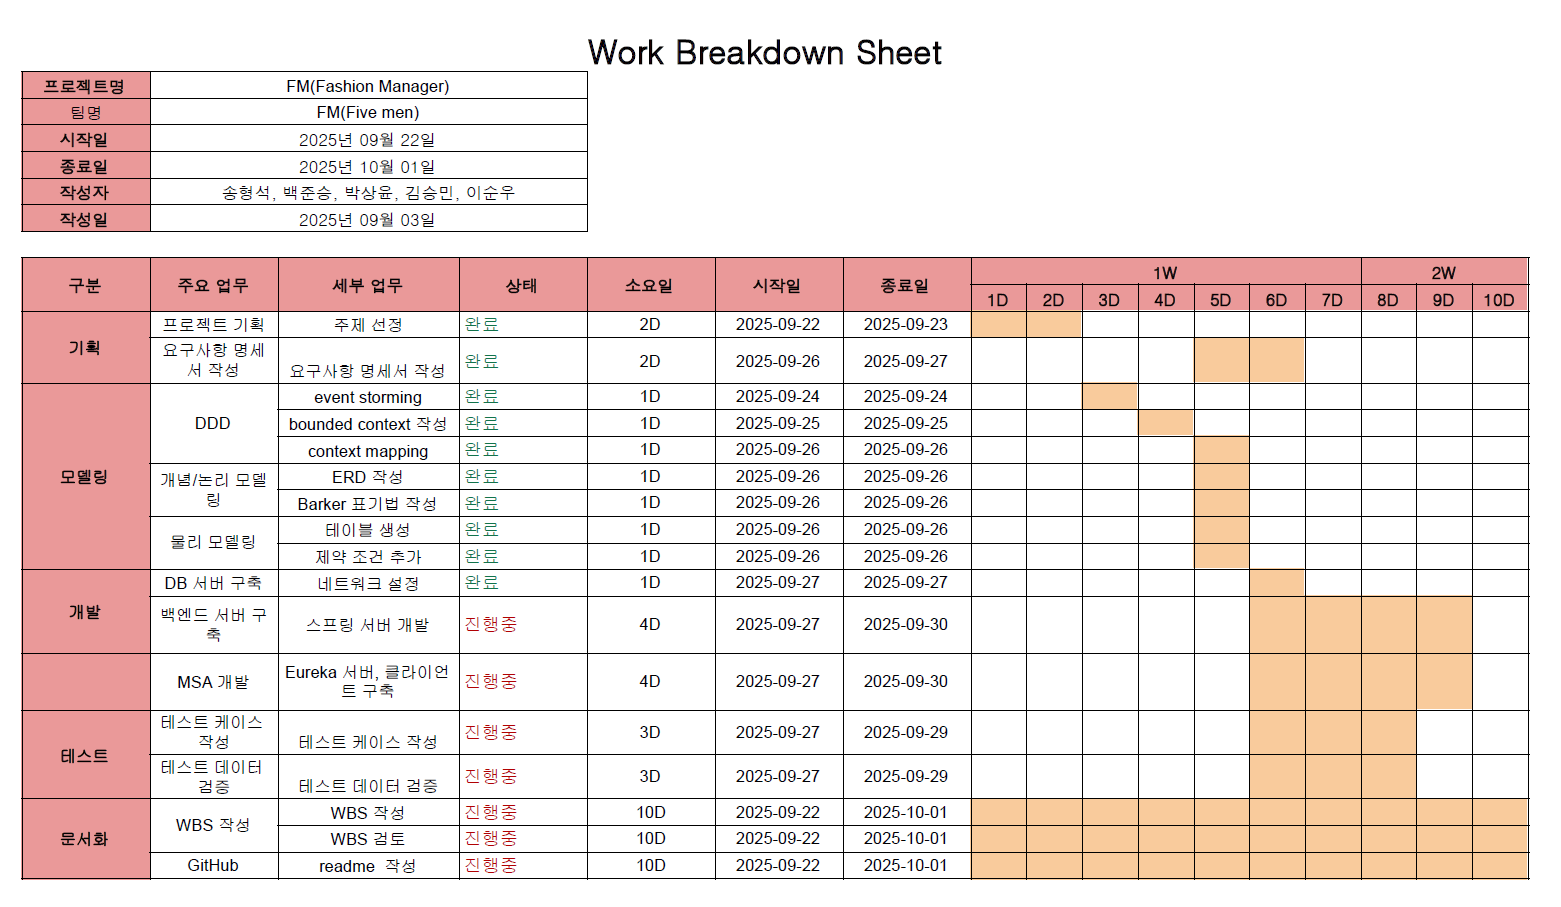 Work Breakdown Sheet
프로젝트명 FM(Fashion Manager)
팀명 FM(Five men)
시작일 2025년 09월 22일
종료일 2025년 10월 01일
작성자 송형석, 백준승, 박상윤, 김승민, 이순우
작성일 2025년 09월 03일
구분 주요 업무 세부 업무 상태 소요일 시작일 종료일 1W 2W
1D 2D 3D 4D 5D 6D 7D 8D 9D 10D
기획 프로젝트 기획 주제 선정 완료 2D 2025-09-22 2025-09-23
요구사항 명세
서 작성 요구사항 명세서 작성 완료 2D 2025-09-26 2025-09-27
모델링 DDD event storming 완료 1D 2025-09-24 2025-09-24
bounded context 작성 완료 1D 2025-09-25 2025-09-25
context mapping 완료 1D 2025-09-26 2025-09-26
개념/논리 모델
링 ERD 작성 완료 1D 2025-09-26 2025-09-26
Barker 표기법 작성 완료 1D 2025-09-26 2025-09-26
물리 모델링 테이블 생성 완료 1D 2025-09-26 2025-09-26
제약 조건 추가 완료 1D 2025-09-26 2025-09-26
개발 DB 서버 구축 네트워크 설정 완료 1D 2025-09-27 2025-09-27
백엔드 서버 구
축 스프링 서버 개발 진행중 4D 2025-09-27 2025-09-30
MSA 개발 Eureka 서버, 클라이언
트 구축 진행중 4D 2025-09-27 2025-09-30
테스트 테스트 케이스
작성 테스트 케이스 작성 진행중 3D 2025-09-27 2025-09-29
테스트 데이터
검증 테스트 데이터 검증 진행중 3D 2025-09-27 2025-09-29
문서화 WBS 작성 WBS 작성 진행중 10D 2025-09-22 2025-10-01
WBS 검토 진행중 10D 2025-09-22 2025-10-01
GitHub readme 작성 진행중 10D 2025-09-22 2025-10-01